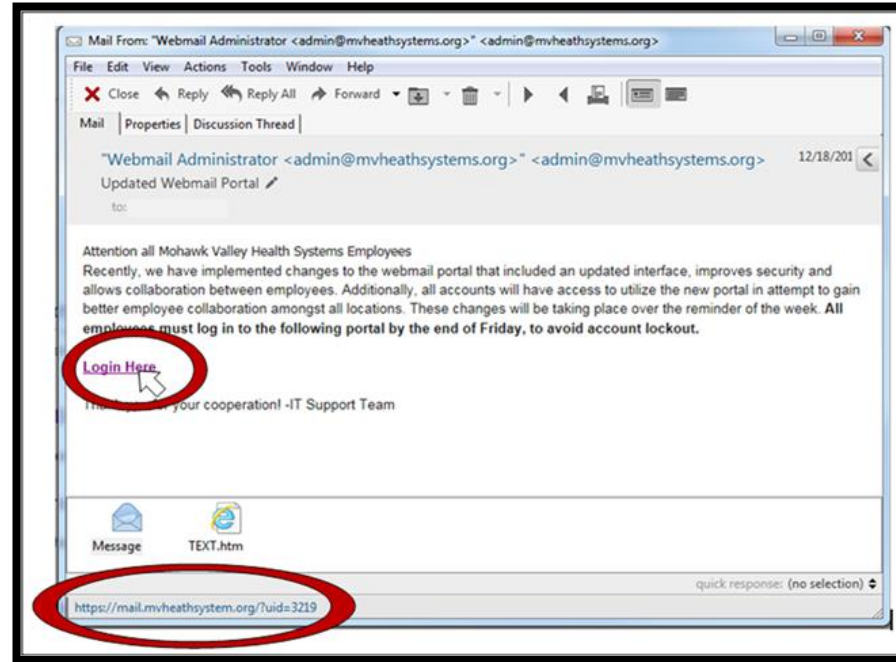 Mail From: "Webmail Administrator <admin@mvheathsystems.org>" <admin@mvheathsystems.org>
File Edit View Actions Tools Window Help
Close Reply Reply All Forward
Mail Properties Discussion Thread
"Webmail Administrator <admin@mvheathsystems.org>" <admin@mvheathsystems.org> 12/18/201
Updated Webmail Portal
to:
Attention all Mohawk Valley Health Systems Employees
Recently, we have implemented changes to the webmail portal that included an updated interface, improves security and
allows collaboration between employees. Additionally, all accounts will have access to utilize the new portal in attempt to gain
better employee collaboration amongst all locations. These changes will be taking place over the reminder of the week. All
employees must log in to the following portal by the end of Friday, to avoid account lockout.
Login Here
your cooperation! -IT Support Team
Message TEXT.htm
quick response: (no selection)
https://mail.mvheathsystem.org/?uid=3219